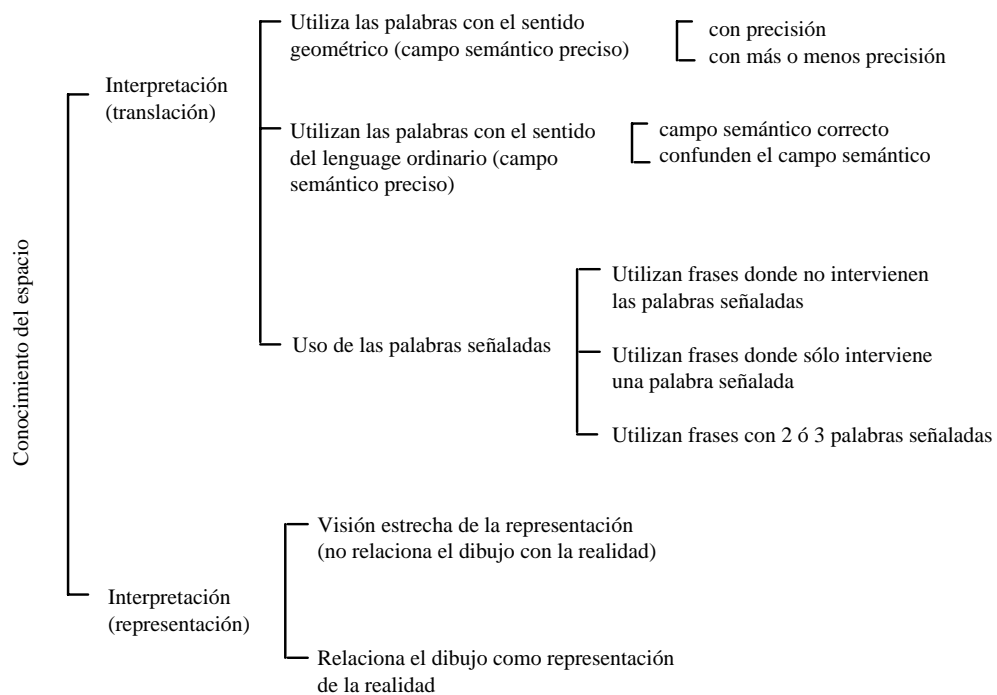 Conocimiento del espacio
Interpretación
(translación)
Utiliza las palabras con el sentido
geométrico (campo semántico preciso)
con precisión
con más o menos precisión
Utilizan las palabras con el sentido
del lenguage ordinario (campo
semántico preciso)
campo semántico correcto
confunden el campo semántico
Uso de las palabras señaladas
Utilizan frases donde no intervienen
las palabras señaladas
Utilizan frases donde sólo interviene
una palabra señalada
Utilizan frases con 2 ó 3 palabras señaladas
Interpretación
(representación)
Visión estrecha de la representación
(no relaciona el dibujo con la realidad)
Relaciona el dibujo como representación
de la realidad